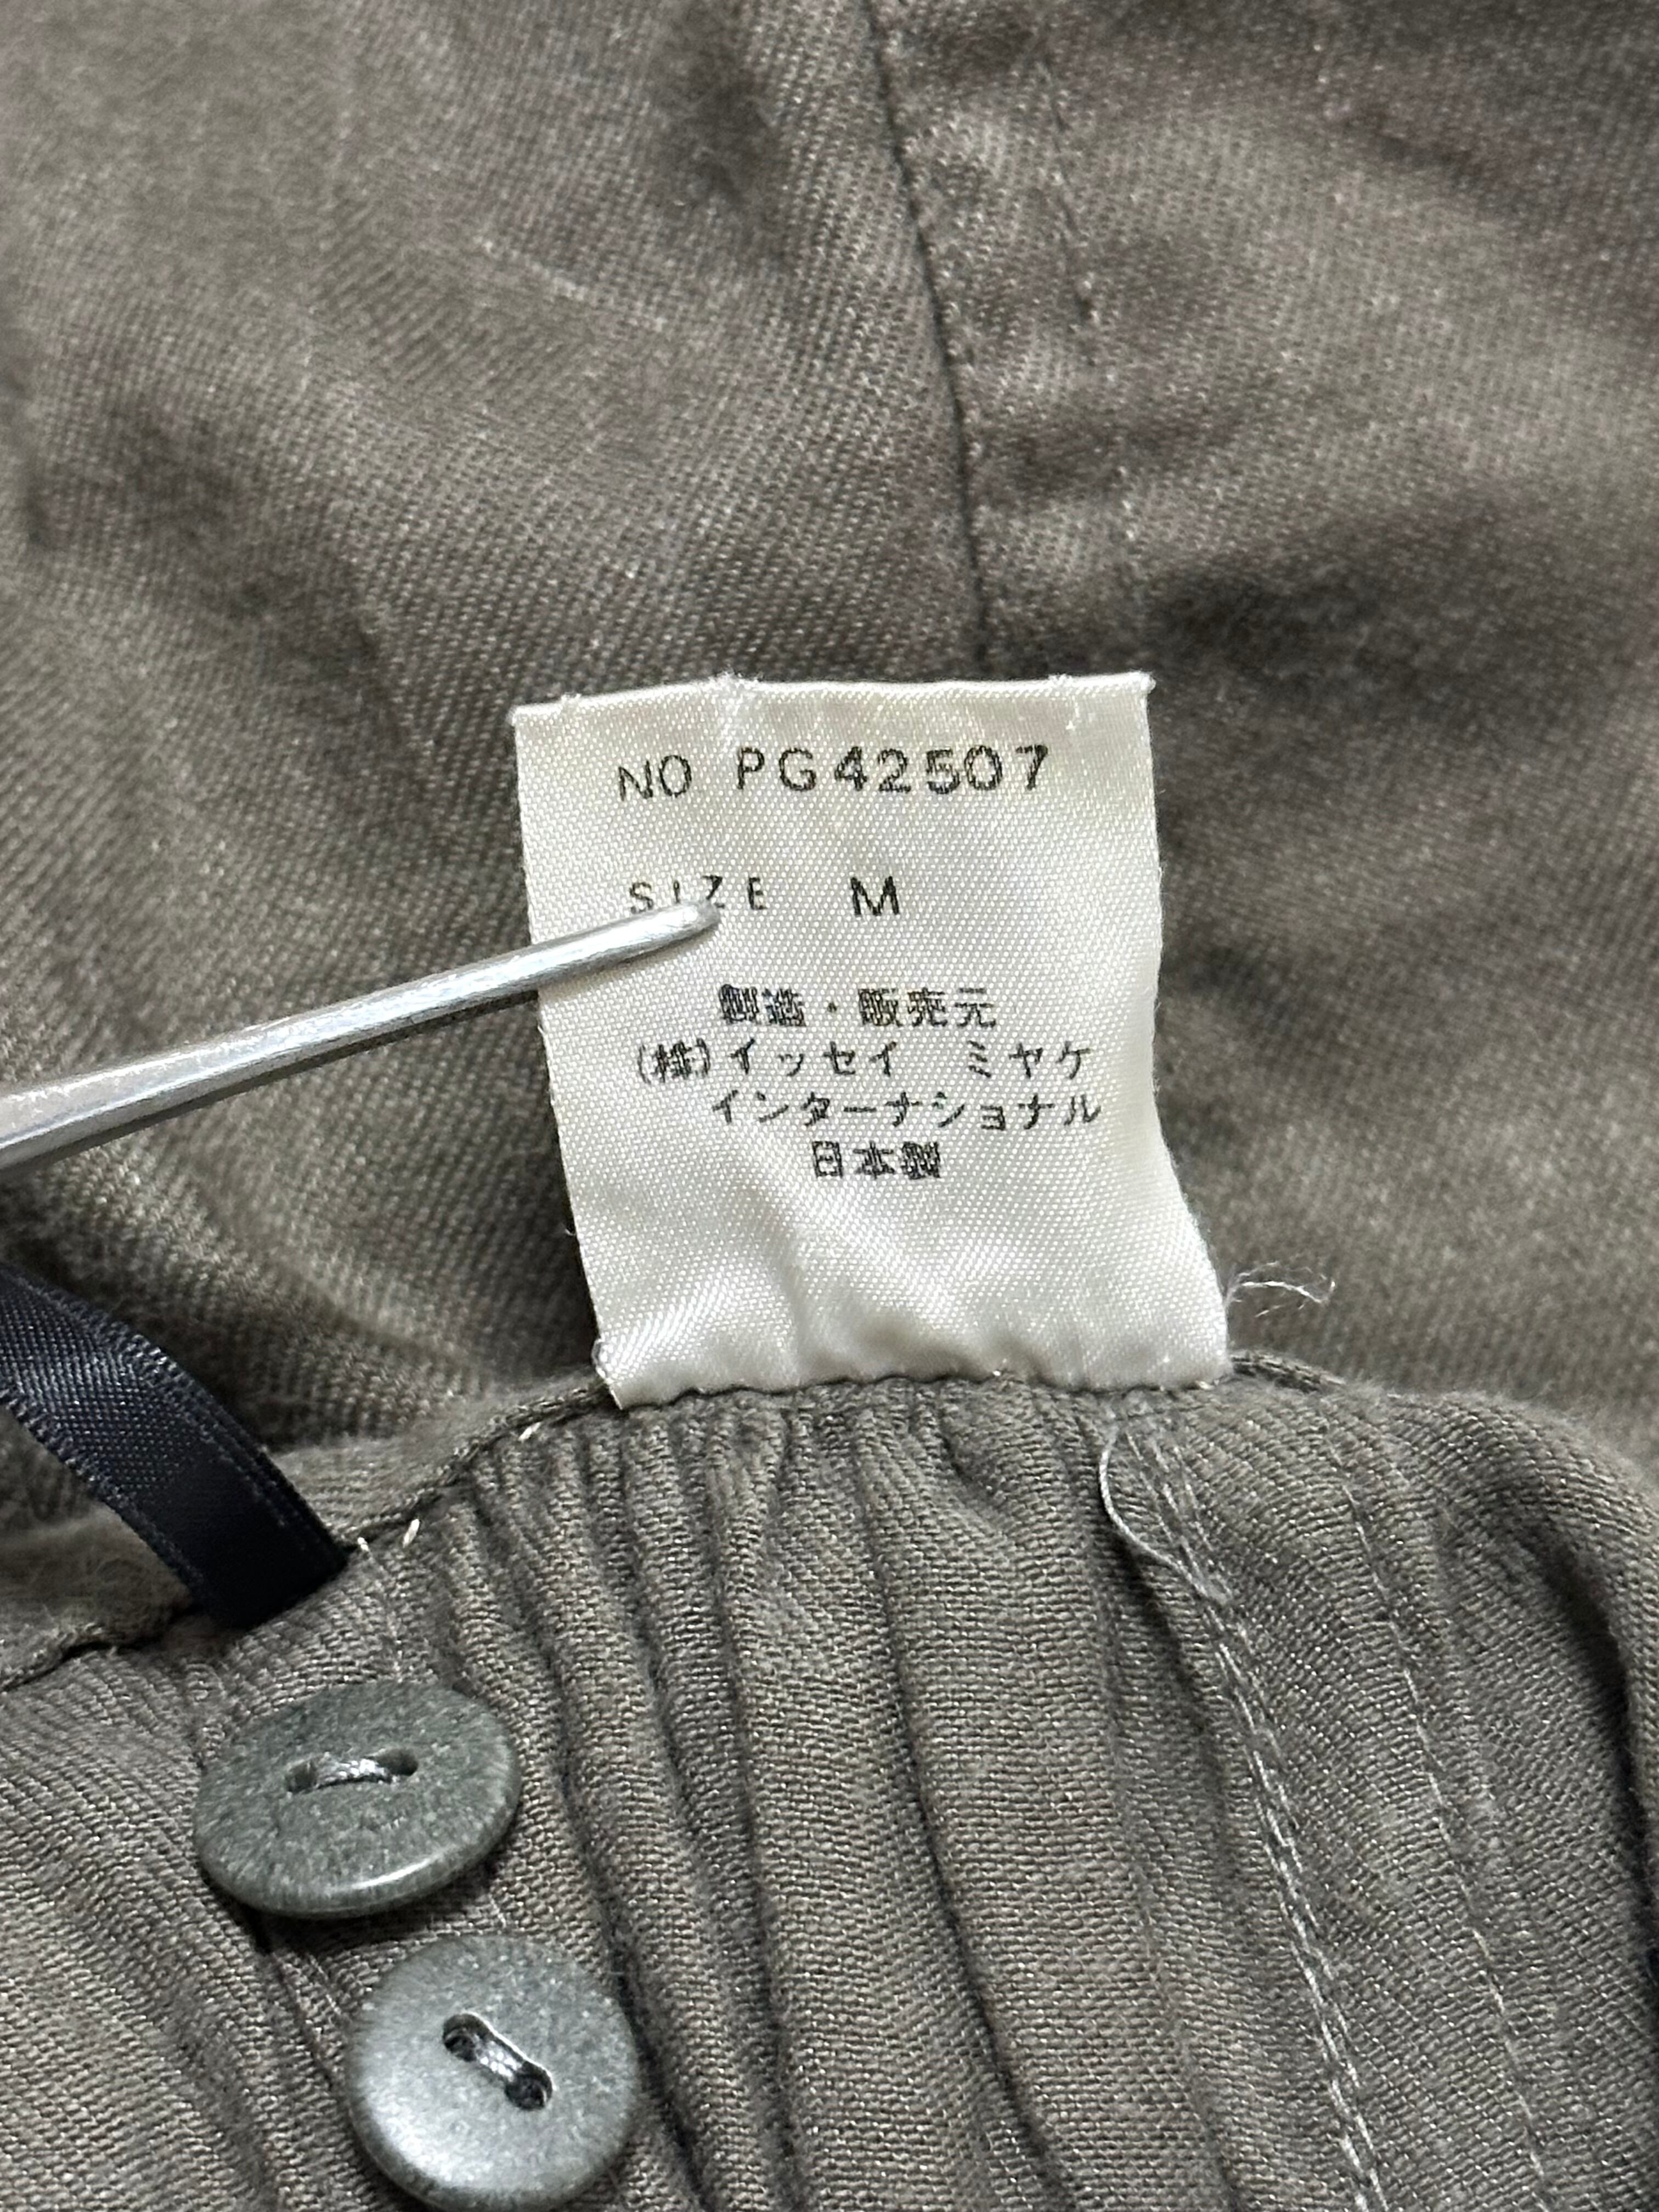 NO PG42507
SIZE M
製造・販売元
(株)イッセイ ミヤケ
インターナショナル
日本製